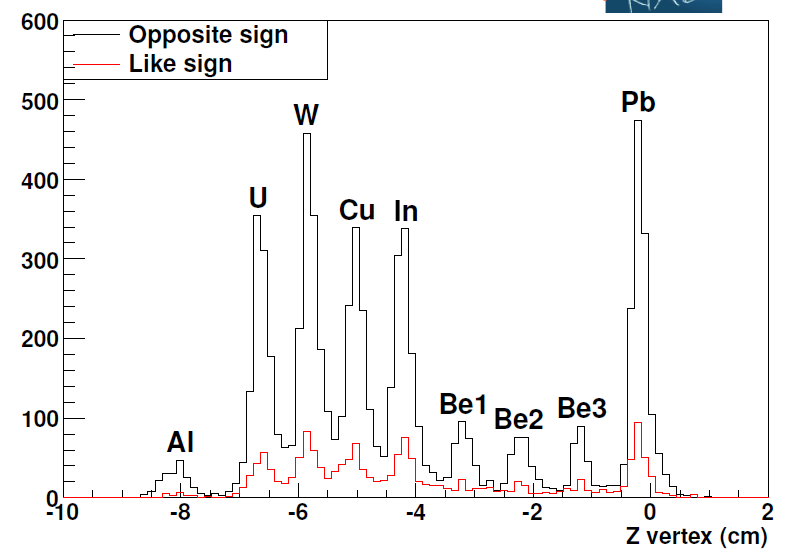 600
Opposite sign
Like sign
500
400
300
200
100
0
Al
U
W
Cu
In
Be1
Be2
Be3
Pb
-10
-8
-6
-4
-2
0
2
Z vertex (cm)